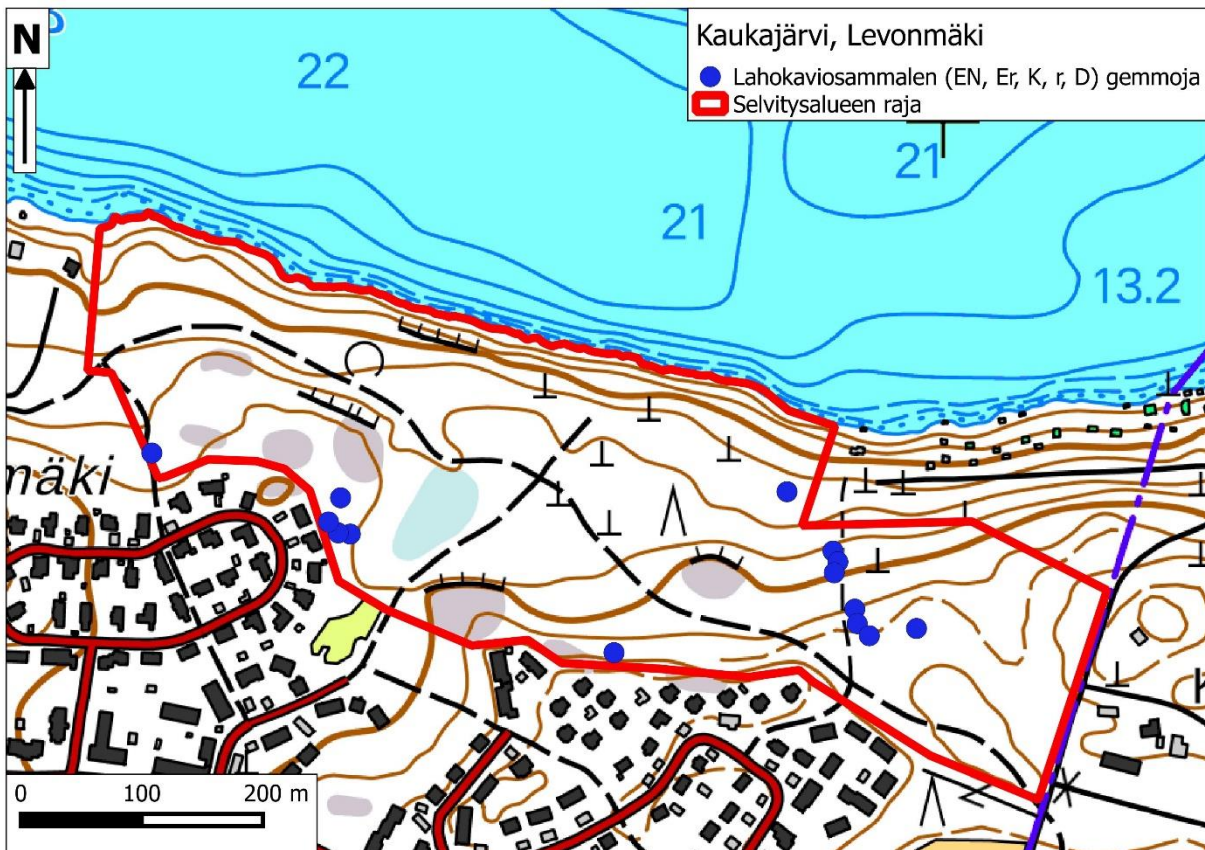 N
Kaukajärvi, Levonmäki
Lahokaviosammalen (EN, Er, K, r, D) gemmoja
Selvitysalueen raja
22
21
21
13.2
mäki
0 100 200 m